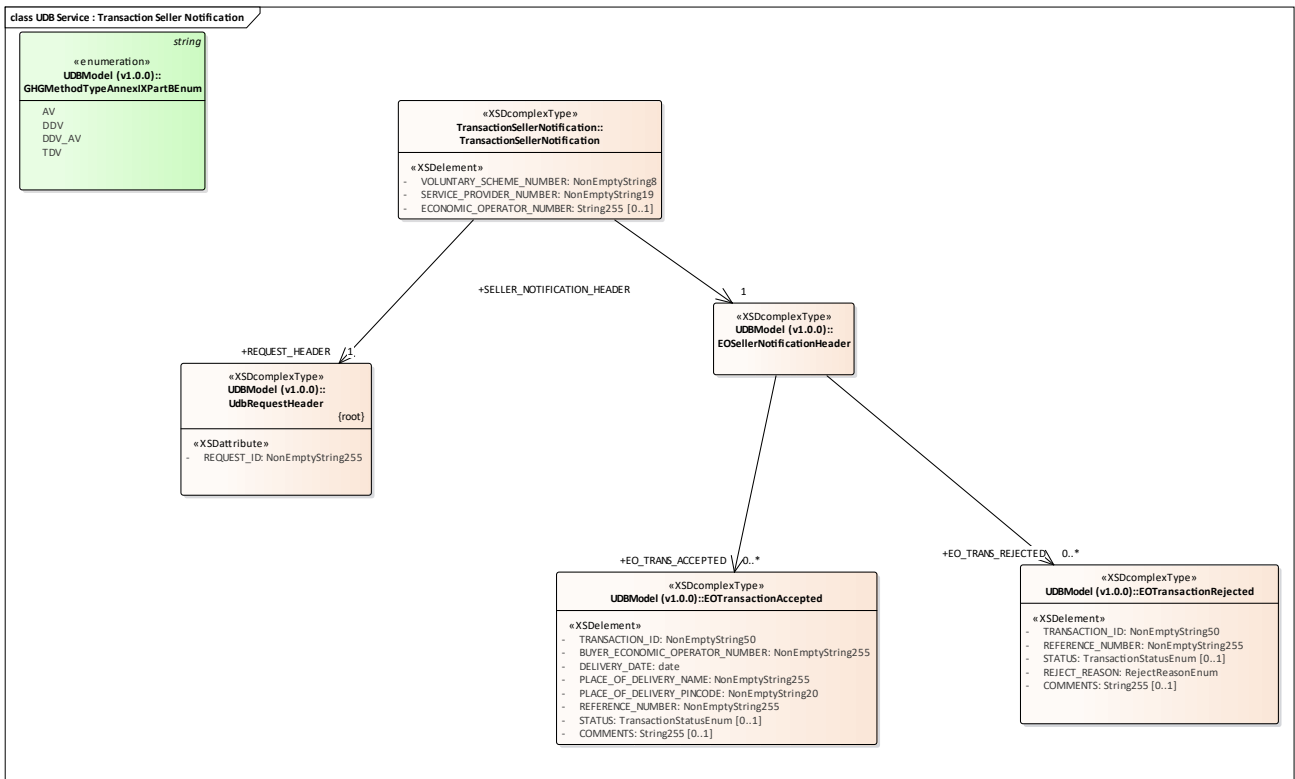 class UDB Service : Transaction Seller Notification
string
«enumeration»
UDBModel (v1.0.0)::
GHGMethodTypeAnnexIXPartBEnum
AV
DDV
DDV_AV
TDV
«XSDcomplexType»
TransactionSellerNotification::
TransactionSellerNotification
«XSDelement»
- VOLUNTARY_SCHEME_NUMBER: NonEmptyString8
- SERVICE_PROVIDER_NUMBER: NonEmptyString19
- ECONOMIC_OPERATOR_NUMBER: String255 [0..1]
+SELLER_NOTIFICATION_HEADER
1
«XSDcomplexType»
UDBModel (v1.0.0)::
EOSellerNotificationHeader
+REQUEST_HEADER
1
«XSDcomplexType»
UDBModel (v1.0.0)::
UdbRequestHeader
{root}
«XSDattribute»
- REQUEST_ID: NonEmptyString255
+EO_TRANS_ACCEPTED
0..*
«XSDcomplexType»
UDBModel (v1.0.0)::EOTransactionAccepted
«XSDelement»
- TRANSACTION_ID: NonEmptyString50
- BUYER_ECONOMIC_OPERATOR_NUMBER: NonEmptyString255
- DELIVERY_DATE: date
- PLACE_OF_DELIVERY_NAME: NonEmptyString255
- PLACE_OF_DELIVERY_PINCODE: NonEmptyString20
- REFERENCE_NUMBER: NonEmptyString255
- STATUS: TransactionStatusEnum [0..1]
- COMMENTS: String255 [0..1]
+EO_TRANS_REJECTED
0..*
«XSDcomplexType»
UDBModel (v1.0.0)::EOTransactionRejected
«XSDelement»
- TRANSACTION_ID: NonEmptyString50
- REFERENCE_NUMBER: NonEmptyString255
- STATUS: TransactionStatusEnum [0..1]
- REJECT_REASON: RejectReasonEnum
- COMMENTS: String255 [0..1]